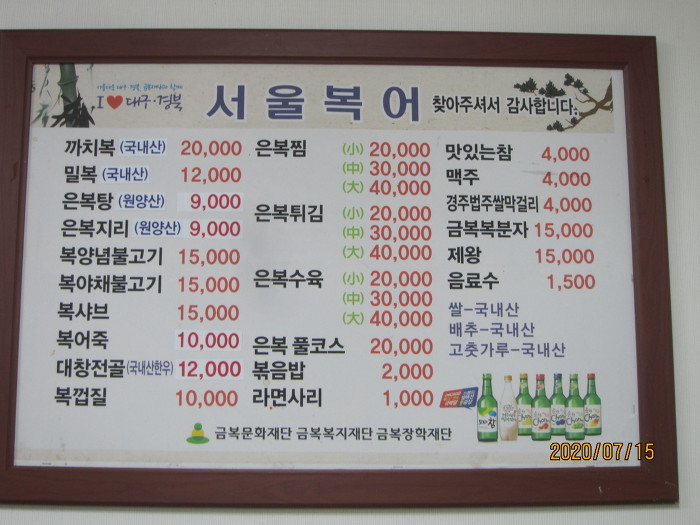 I ♥ 대구·경북
서울복어 찾아주셔서 감사합니다.
까치복 (국내산) 20,000
밀복 (국내산) 12,000
은복탕 (원양산) 9,000
은복지리 (원양산) 9,000
복양념불고기 15,000
복야채불고기 15,000
복샤브 15,000
복어죽 10,000
대창전골 (국내산한우) 12,000
복껍질 10,000
은복찜 (小) 20,000
(中) 30,000
(大) 40,000
은복튀김 (小) 20,000
(中) 30,000
(大) 40,000
은복수육 (小) 20,000
(中) 30,000
(大) 40,000
은복 풀코스 20,000
볶음밥 2,000
라면사리 1,000
맛있는참 4,000
맥주 4,000
경주법주쌀막걸리 4,000
금복복분자 15,000
제왕 15,000
음료수 1,500
쌀-국내산
배추-국내산
고춧가루-국내산
금복문화재단 금복복지재단 금복장학재단
2020/07/15